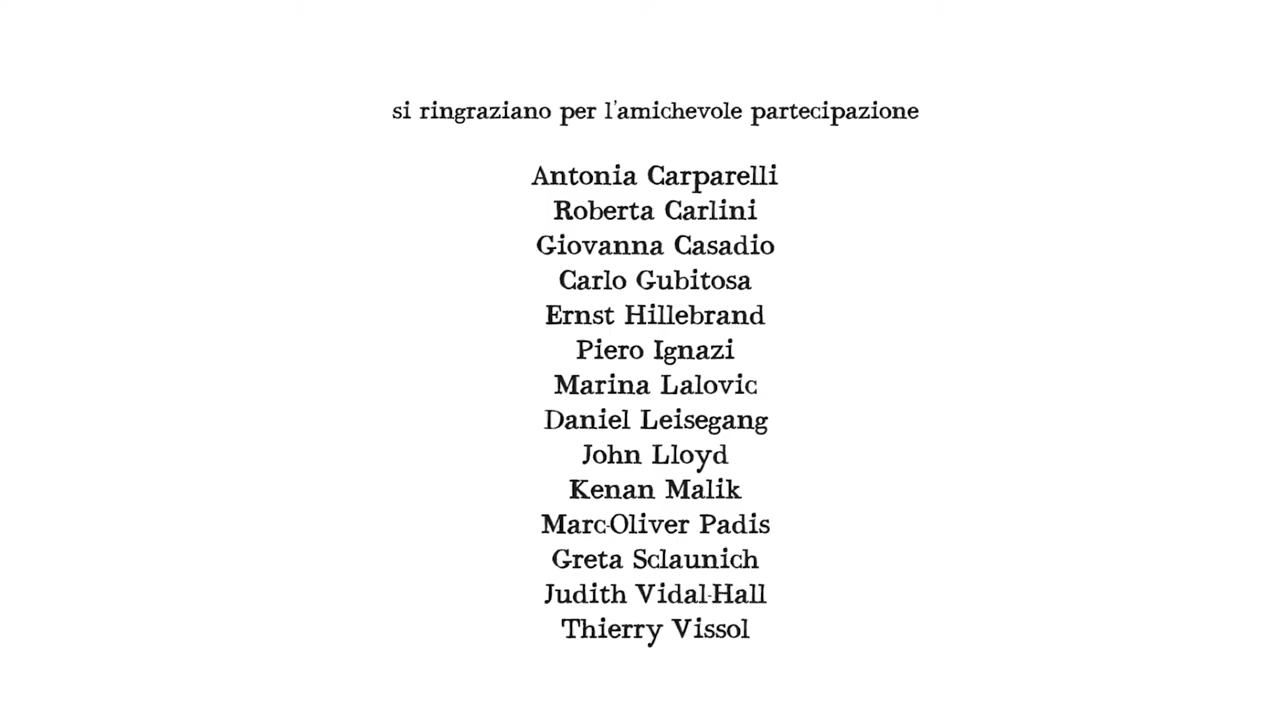 si ringraziano per l'amichevole partecipazione
Antonia Carparelli
Roberta Carlini
Giovanna Casadio
Carlo Gubitosa
Ernst Hillebrand
Piero Ignazi
Marina Lalovic
Daniel Leisegang
John Lloyd
Kenan Malik
Marc-Oliver Padis
Greta Sclaunich
Judith Vidal-Hall
Thierry Vissol